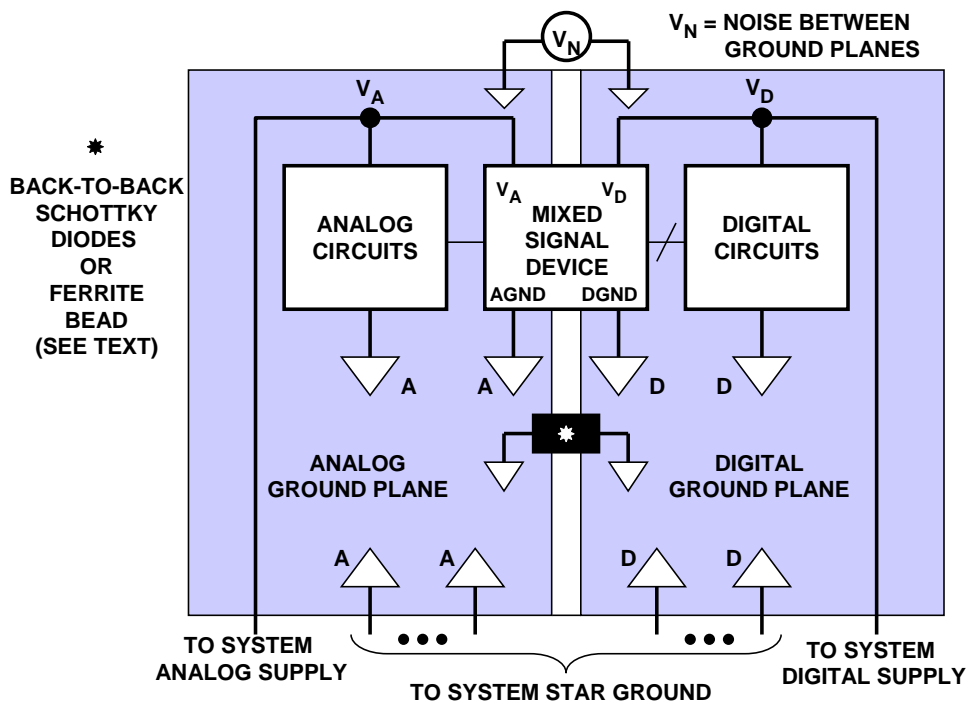 V_N = NOISE BETWEEN
GROUND PLANES
V_N
V_A
V_D
BACK-TO-BACK
SCHOTTKY
DIODES
OR
FERRITE
BEAD
(SEE TEXT)
ANALOG
CIRCUITS
V_A V_D
MIXED
SIGNAL
DEVICE
AGND DGND
DIGITAL
CIRCUITS
A
A
D
D
ANALOG
GROUND PLANE
DIGITAL
GROUND PLANE
A
A
D
D
TO SYSTEM
ANALOG SUPPLY
TO SYSTEM STAR GROUND
TO SYSTEM
DIGITAL SUPPLY